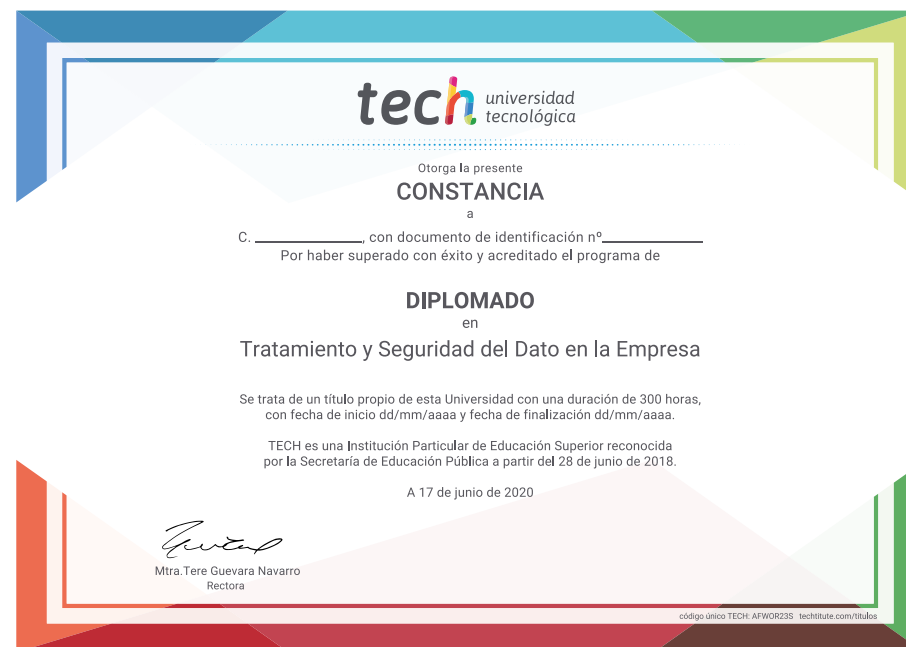 tech universidad
tecnológica
Otorga la presente
CONSTANCIA
a
C. ____________, con documento de identificación nº____________
Por haber superado con éxito y acreditado el programa de
DIPLOMADO
en
Tratamiento y Seguridad del Dato en la Empresa
Se trata de un título propio de esta Universidad con una duración de 300 horas,
con fecha de inicio dd/mm/aaaa y fecha de finalización dd/mm/aaaa.
TECH es una Institución Particular de Educación Superior reconocida
por la Secretaría de Educación Pública a partir del 28 de junio de 2018.
A 17 de junio de 2020
Mtra.Tere Guevara Navarro
Rectora
código único TECH: AFWOR23S techtitute.com/titulos